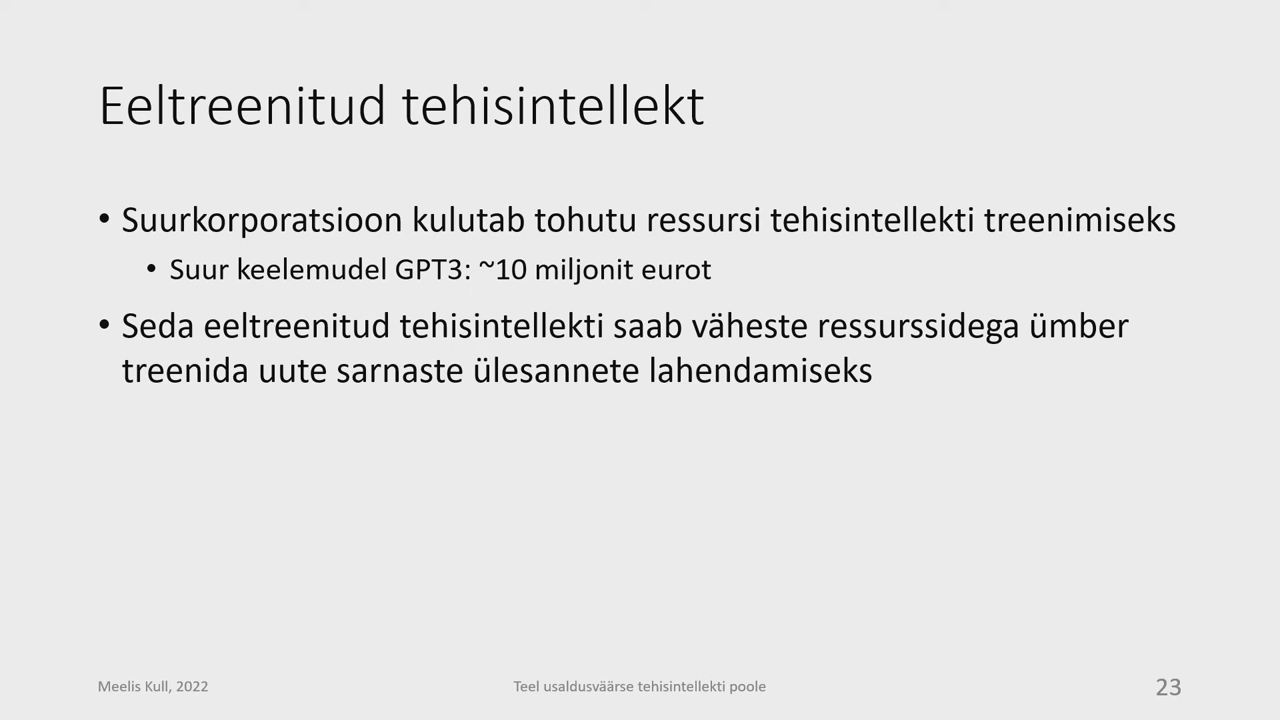 Eeltreenitud tehisintellekt
• Suurkorporatsioon kulutab tohutu ressursi tehisintellekti treenimiseks
• Suur keelemudel GPT3: ~10 miljonit eurot
• Seda eeltreenitud tehisintellekti saab väheste ressurssidega ümber
treenida uute sarnaste ülesannete lahendamiseks
Meelis Kull, 2022
Teel usaldusväärse tehisintellekti poole
23